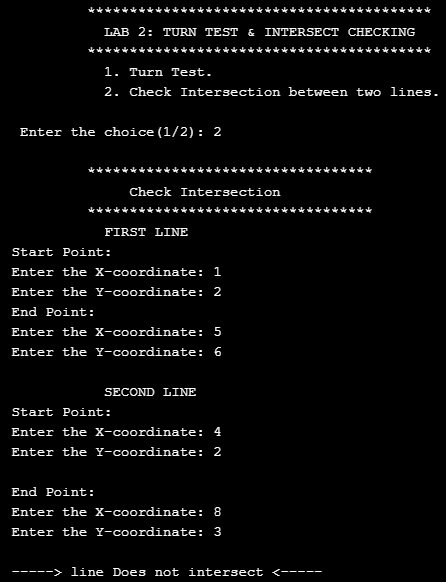 *****************************************
LAB 2: TURN TEST & INTERSECT CHECKING
*****************************************
1. Turn Test.
2. Check Intersection between two lines.
Enter the choice(1/2): 2
**********************************
Check Intersection
**********************************
FIRST LINE
Start Point:
Enter the X-coordinate: 1
Enter the Y-coordinate: 2
End Point:
Enter the X-coordinate: 5
Enter the Y-coordinate: 6
SECOND LINE
Start Point:
Enter the X-coordinate: 4
Enter the Y-coordinate: 2
End Point:
Enter the X-coordinate: 8
Enter the Y-coordinate: 3
-----> line Does not intersect <-----